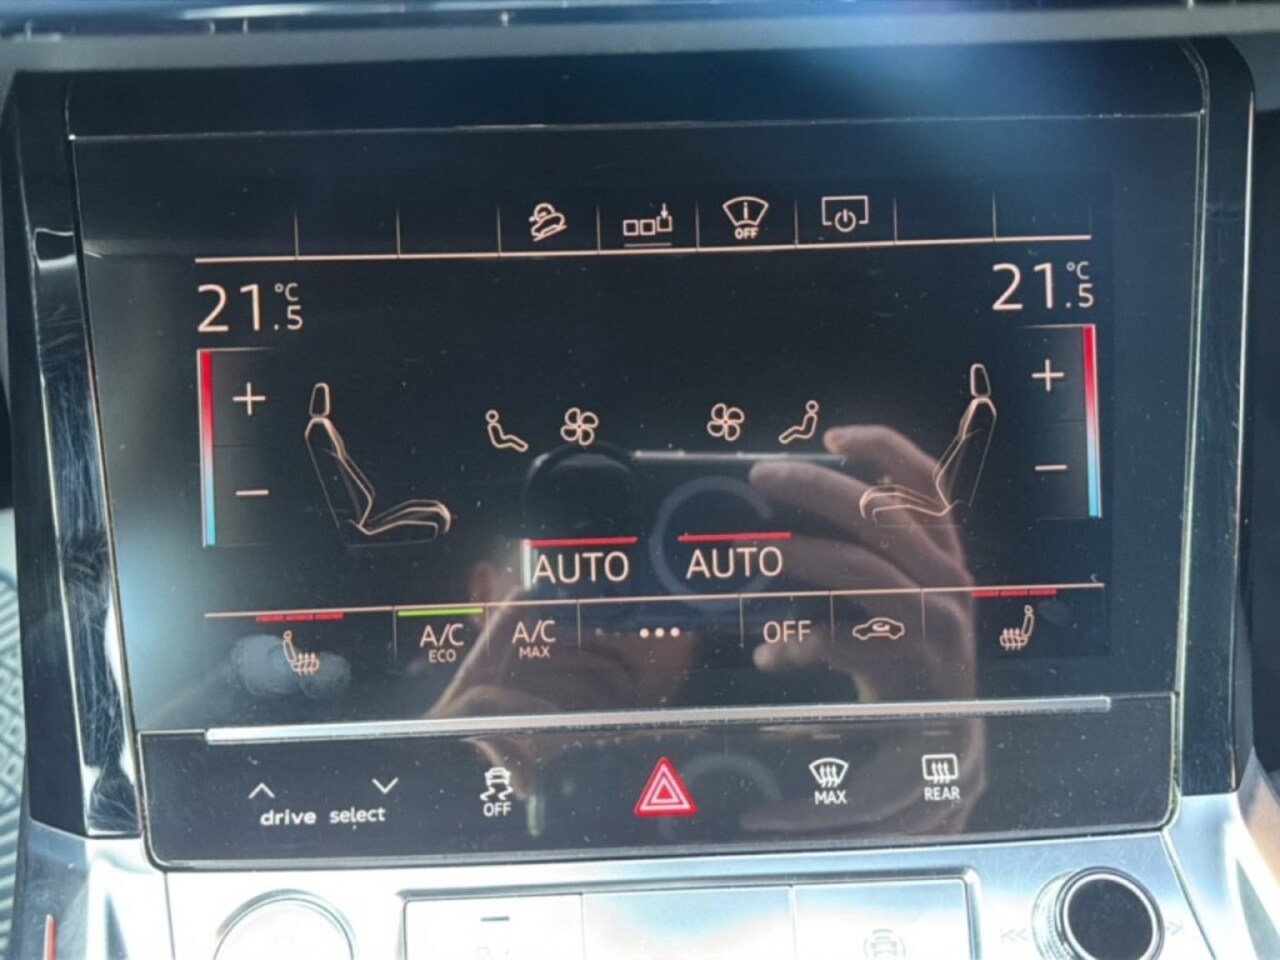 OFF
21.5 °C
21.5 °C
AUTO AUTO
A/C ECO
A/C MAX
OFF
drive select
OFF
MAX
REAR